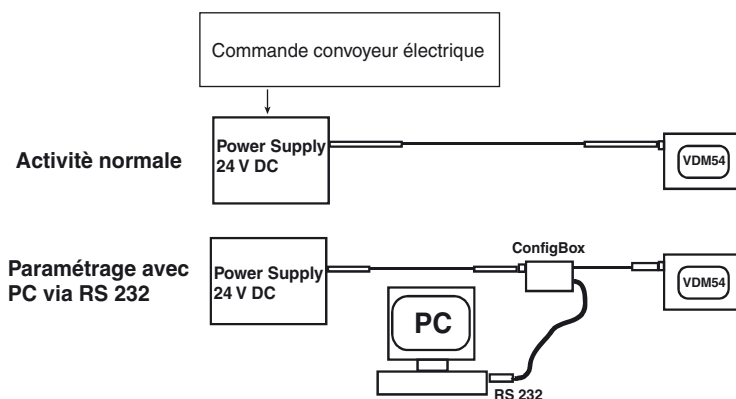 Commande convoyeur électrique
Activitè normale
Power Supply
24 V DC
VDM54
Paramétrage avec
PC via RS 232
Power Supply
24 V DC
ConfigBox
VDM54
PC
RS 232